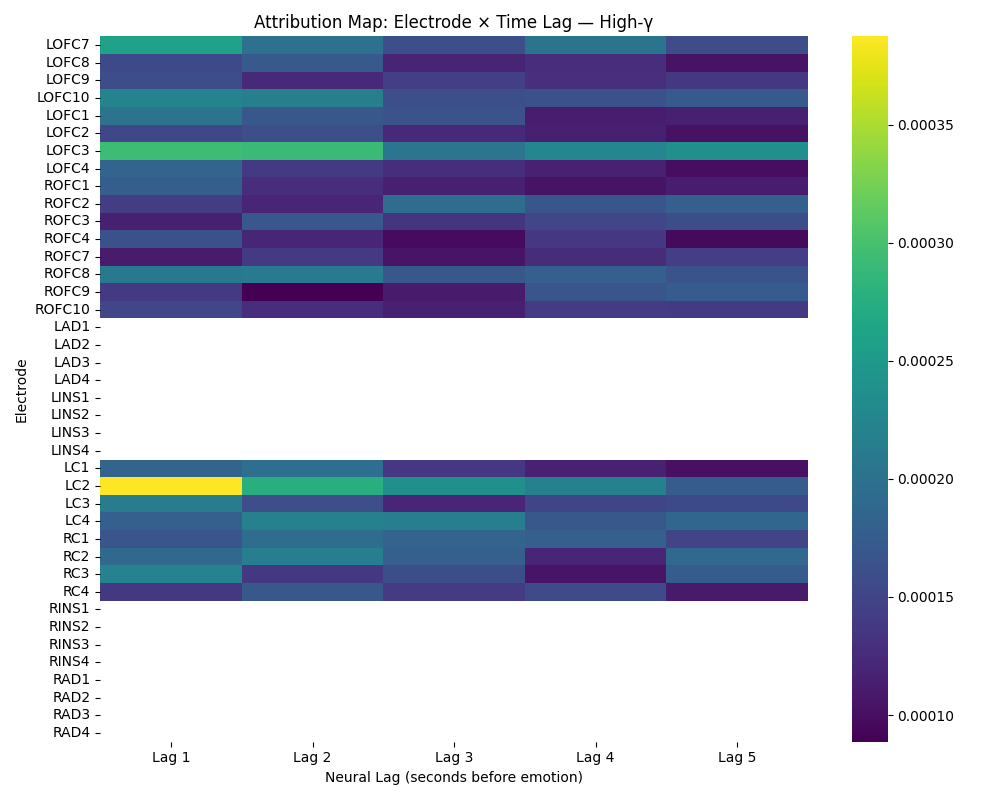 Attribution Map: Electrode × Time Lag — High-γ
LOFC7
LOFC8
LOFC9
LOFC10
LOFC1
LOFC2
LOFC3
LOFC4
ROFC1
ROFC2
ROFC3
ROFC4
ROFC7
ROFC8
ROFC9
ROFC10
LAD1
LAD2
LAD3
LAD4
LINS1
LINS2
LINS3
LINS4
LC1
LC2
LC3
LC4
RC1
RC2
RC3
RC4
RINS1
RINS2
RINS3
RINS4
RAD1
RAD2
RAD3
RAD4
Electrode
Lag 1 Lag 2 Lag 3 Lag 4 Lag 5
Neural Lag (seconds before emotion)
0.00035
0.00030
0.00025
0.00020
0.00015
0.00010